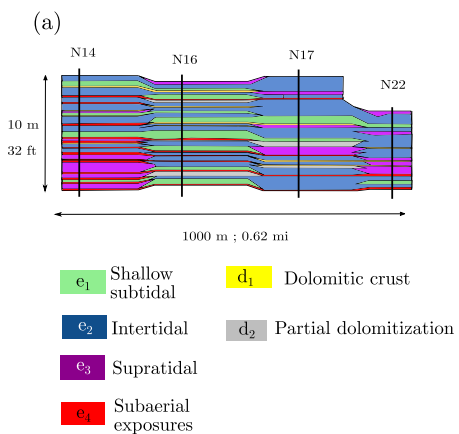 (a)
N14
N16
N17
N22
10 m
32 ft
1000 m ; 0.62 mi
e1 Shallow subtidal
d1 Dolomitic crust
e2 Intertidal
d2 Partial dolomitization
e3 Supratidal
e4 Subaerial exposures